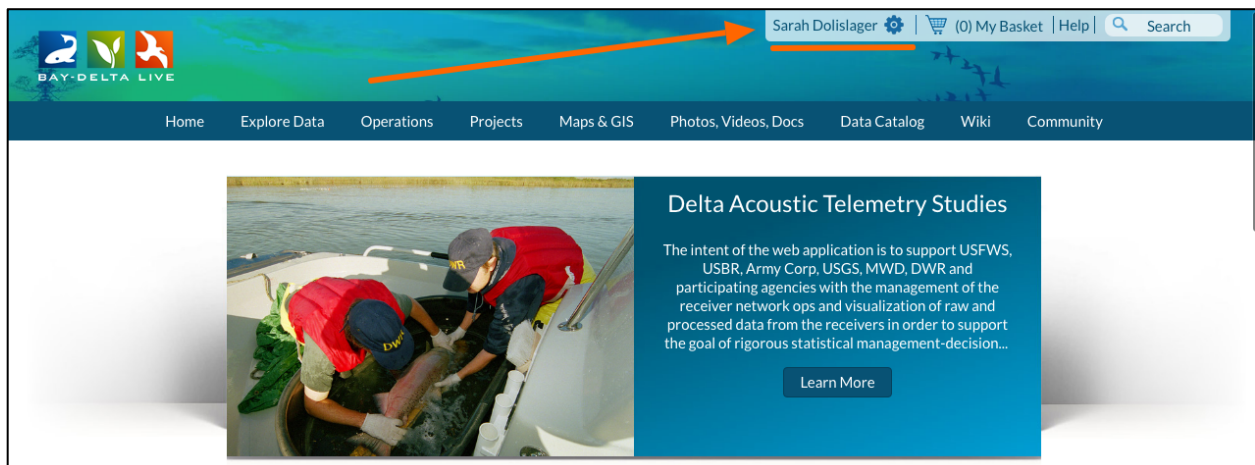 Sarah Dolislager | (0) My Basket | Help | Search
BAY-DELTA LIVE
Home Explore Data Operations Projects Maps & GIS Photos, Videos, Docs Data Catalog Wiki Community
Delta Acoustic Telemetry Studies
The intent of the web application is to support USFWS,
USBR, Army Corp, USGS, MWD, DWR and
participating agencies with the management of the
receiver network ops and visualization of raw and
processed data from the receivers in order to support
the goal of rigorous statistical management-decision...
Learn More
DWR